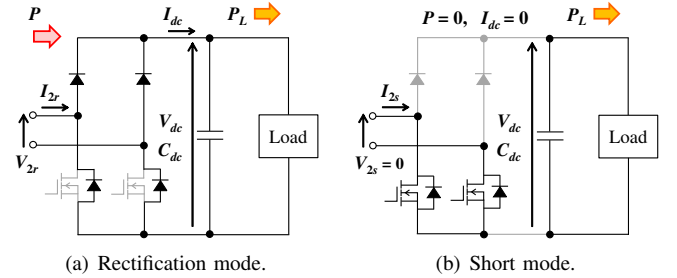 P
I_dc
P_L
I_2r
V_dc
Load
V_2r
C_dc
(a) Rectification mode.
P=0, I_dc=0
P_L
I_2s
V_dc
Load
V_2s=0
C_dc
(b) Short mode.